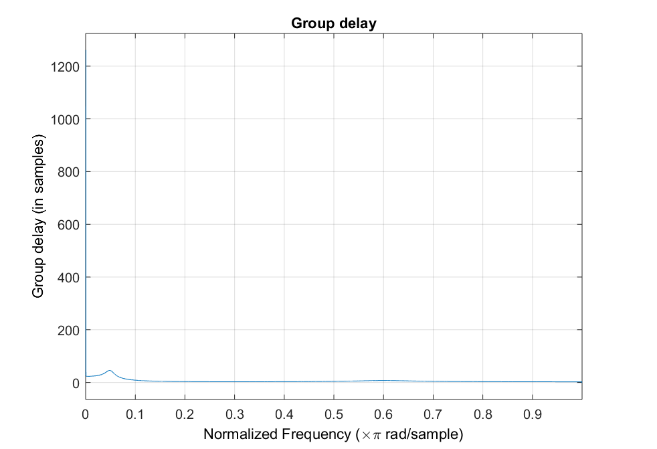 Group delay
1200
1000
800
600
400
200
0
Group delay (in samples)
0 0.1 0.2 0.3 0.4 0.5 0.6 0.7 0.8 0.9
Normalized Frequency (×π rad/sample)